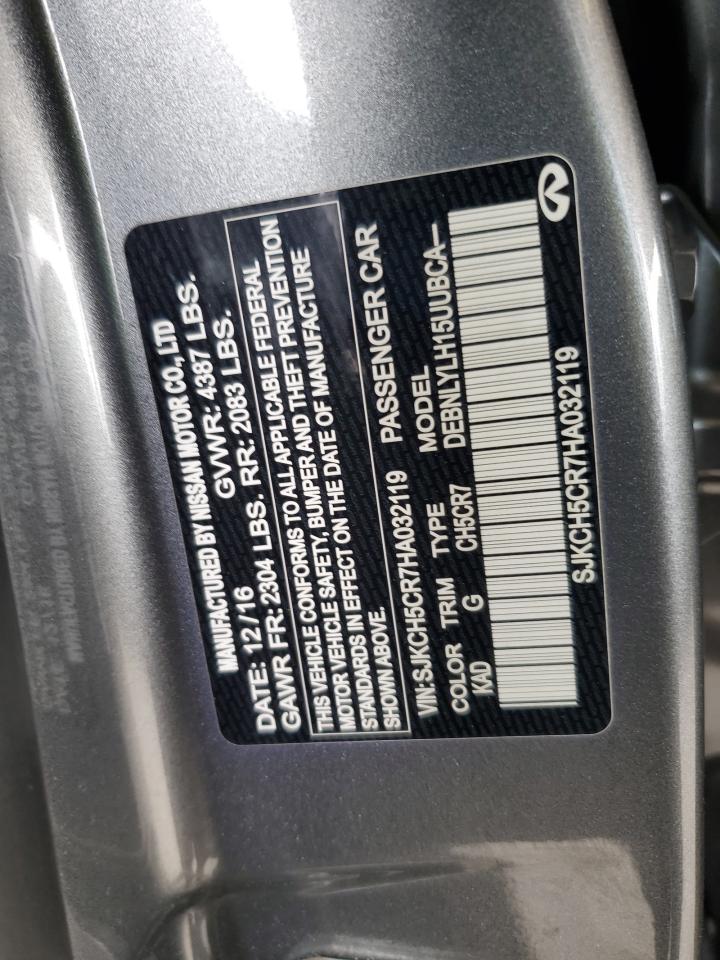 MANUFACTURED BY NISSAN MOTOR CO., LTD
DATE: 12/16 GVWR: 4387 LBS.
GAWR FR: 2304 LBS. RR: 2083 LBS.
THIS VEHICLE CONFORMS TO ALL APPLICABLE FEDERAL
MOTOR VEHICLE SAFETY, BUMPER AND THEFT PREVENTION
STANDARDS IN EFFECT ON THE DATE OF MANUFACTURE
SHOWN ABOVE.
VIN: SJKCH5CR7HA032119 PASSENGER CAR
COLOR TRIM TYPE MODEL
KAD G CH5CR7 DEBNLYLH15UUBCA-
SJKCH5CR7HA032119